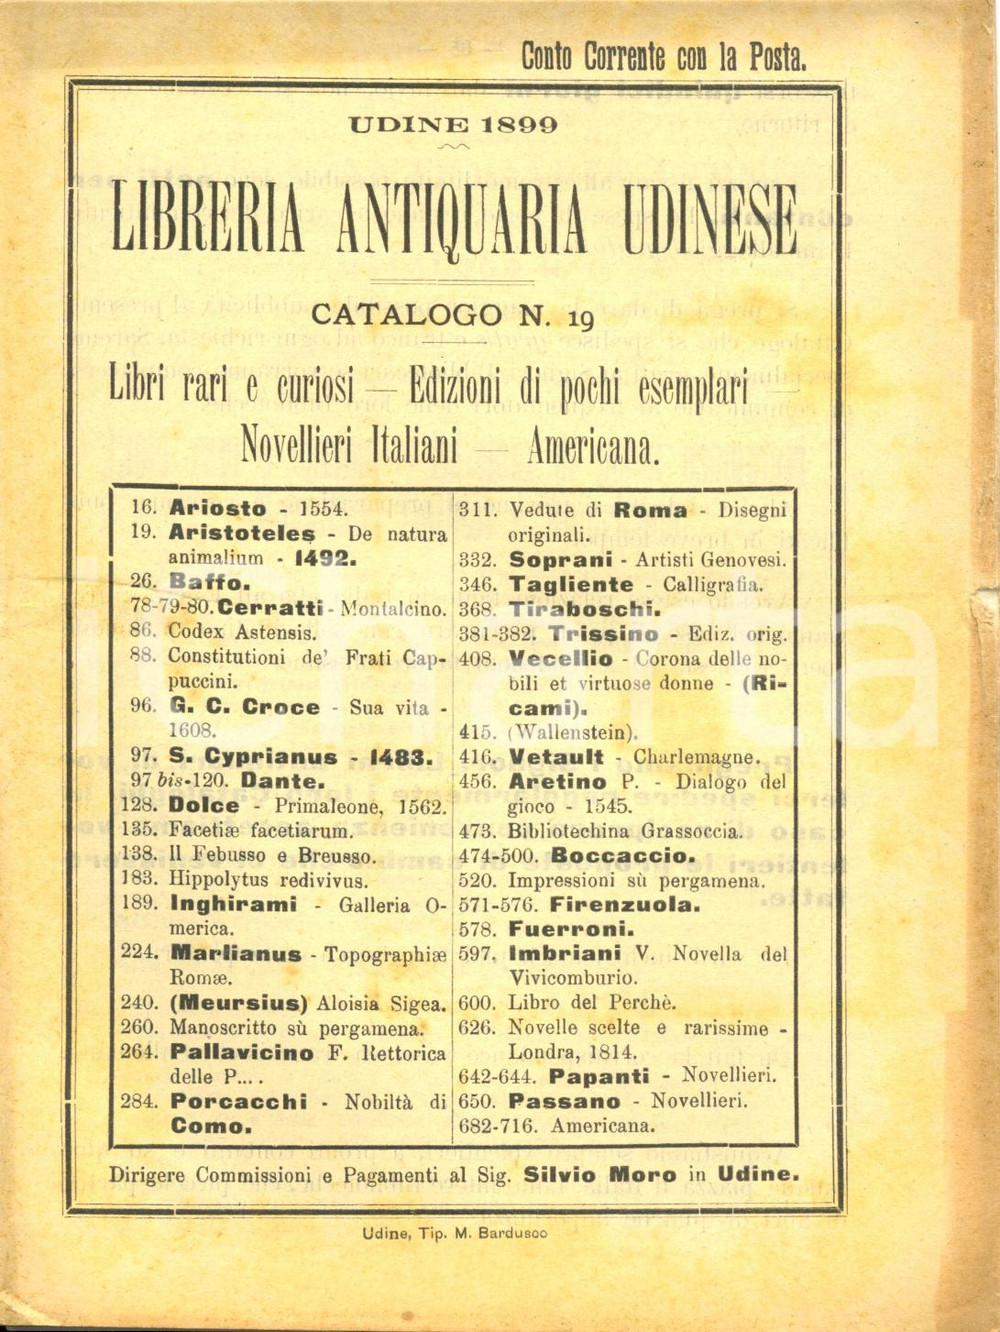 Conto Corrente con la Posta.
UDINE 1899
LIBRERIA ANTIQUARIA UDINESE
CATALOGO N. 19
Libri rari e curiosi — Edizioni di pochi esemplari —
Novellieri Italiani — Americana.
16. Ariosto - 1554.
19. Aristoteles - De natura
animalium - 1492.
26. Baffo.
78-79-80. Cerratti - Montalcino.
86. Codex Astensis.
88. Constitutioni de' Frati Cap-
puccini.
96. G. C. Croce - Sua vita -
1608.
97. S. Cyprianus - 1483.
97 bis-120. Dante.
128. Dolce - Primaleone, 1562.
135. Facetiæ facetiarum.
138. Il Febusso e Breusso.
183. Hippolytus redivivus.
189. Inghirami - Galleria O-
merica.
224. Marlianus - Topographiæ
Romæ.
240. (Meursius) Aloisia Sigea.
260. Manoscritto sù pergamena.
264. Pallavicino F. Rettorica
delle P....
284. Porcacchi - Nobiltà di
Como.
311. Vedute di Roma - Disegni
originali.
332. Soprani - Artisti Genovesi.
346. Tagliente - Calligrafia.
368. Tiraboschi.
381-382. Trissino - Ediz. orig.
408. Vecellio - Corona delle no-
bili et virtuose donne - (Ri-
cami).
415. (Wallenstein).
416. Vetault - Charlemagne.
456. Aretino P. - Dialogo del
gioco - 1545.
473. Bibliotechina Grassoccia.
474-500. Boccaccio.
520. Impressioni sù pergamena.
571-576. Firenzuola.
578. Fuerroni.
597. Imbriani V. Novella del
Vivicomburio.
600. Libro del Perchè.
626. Novelle scelte e rarissime -
Londra, 1814.
642-644. Papanti - Novellieri.
650. Passano - Novellieri.
682-716. Americana.
Dirigere Commissioni e Pagamenti al Sig. Silvio Moro in Udine.
Udine, Tip. M. Bardusco